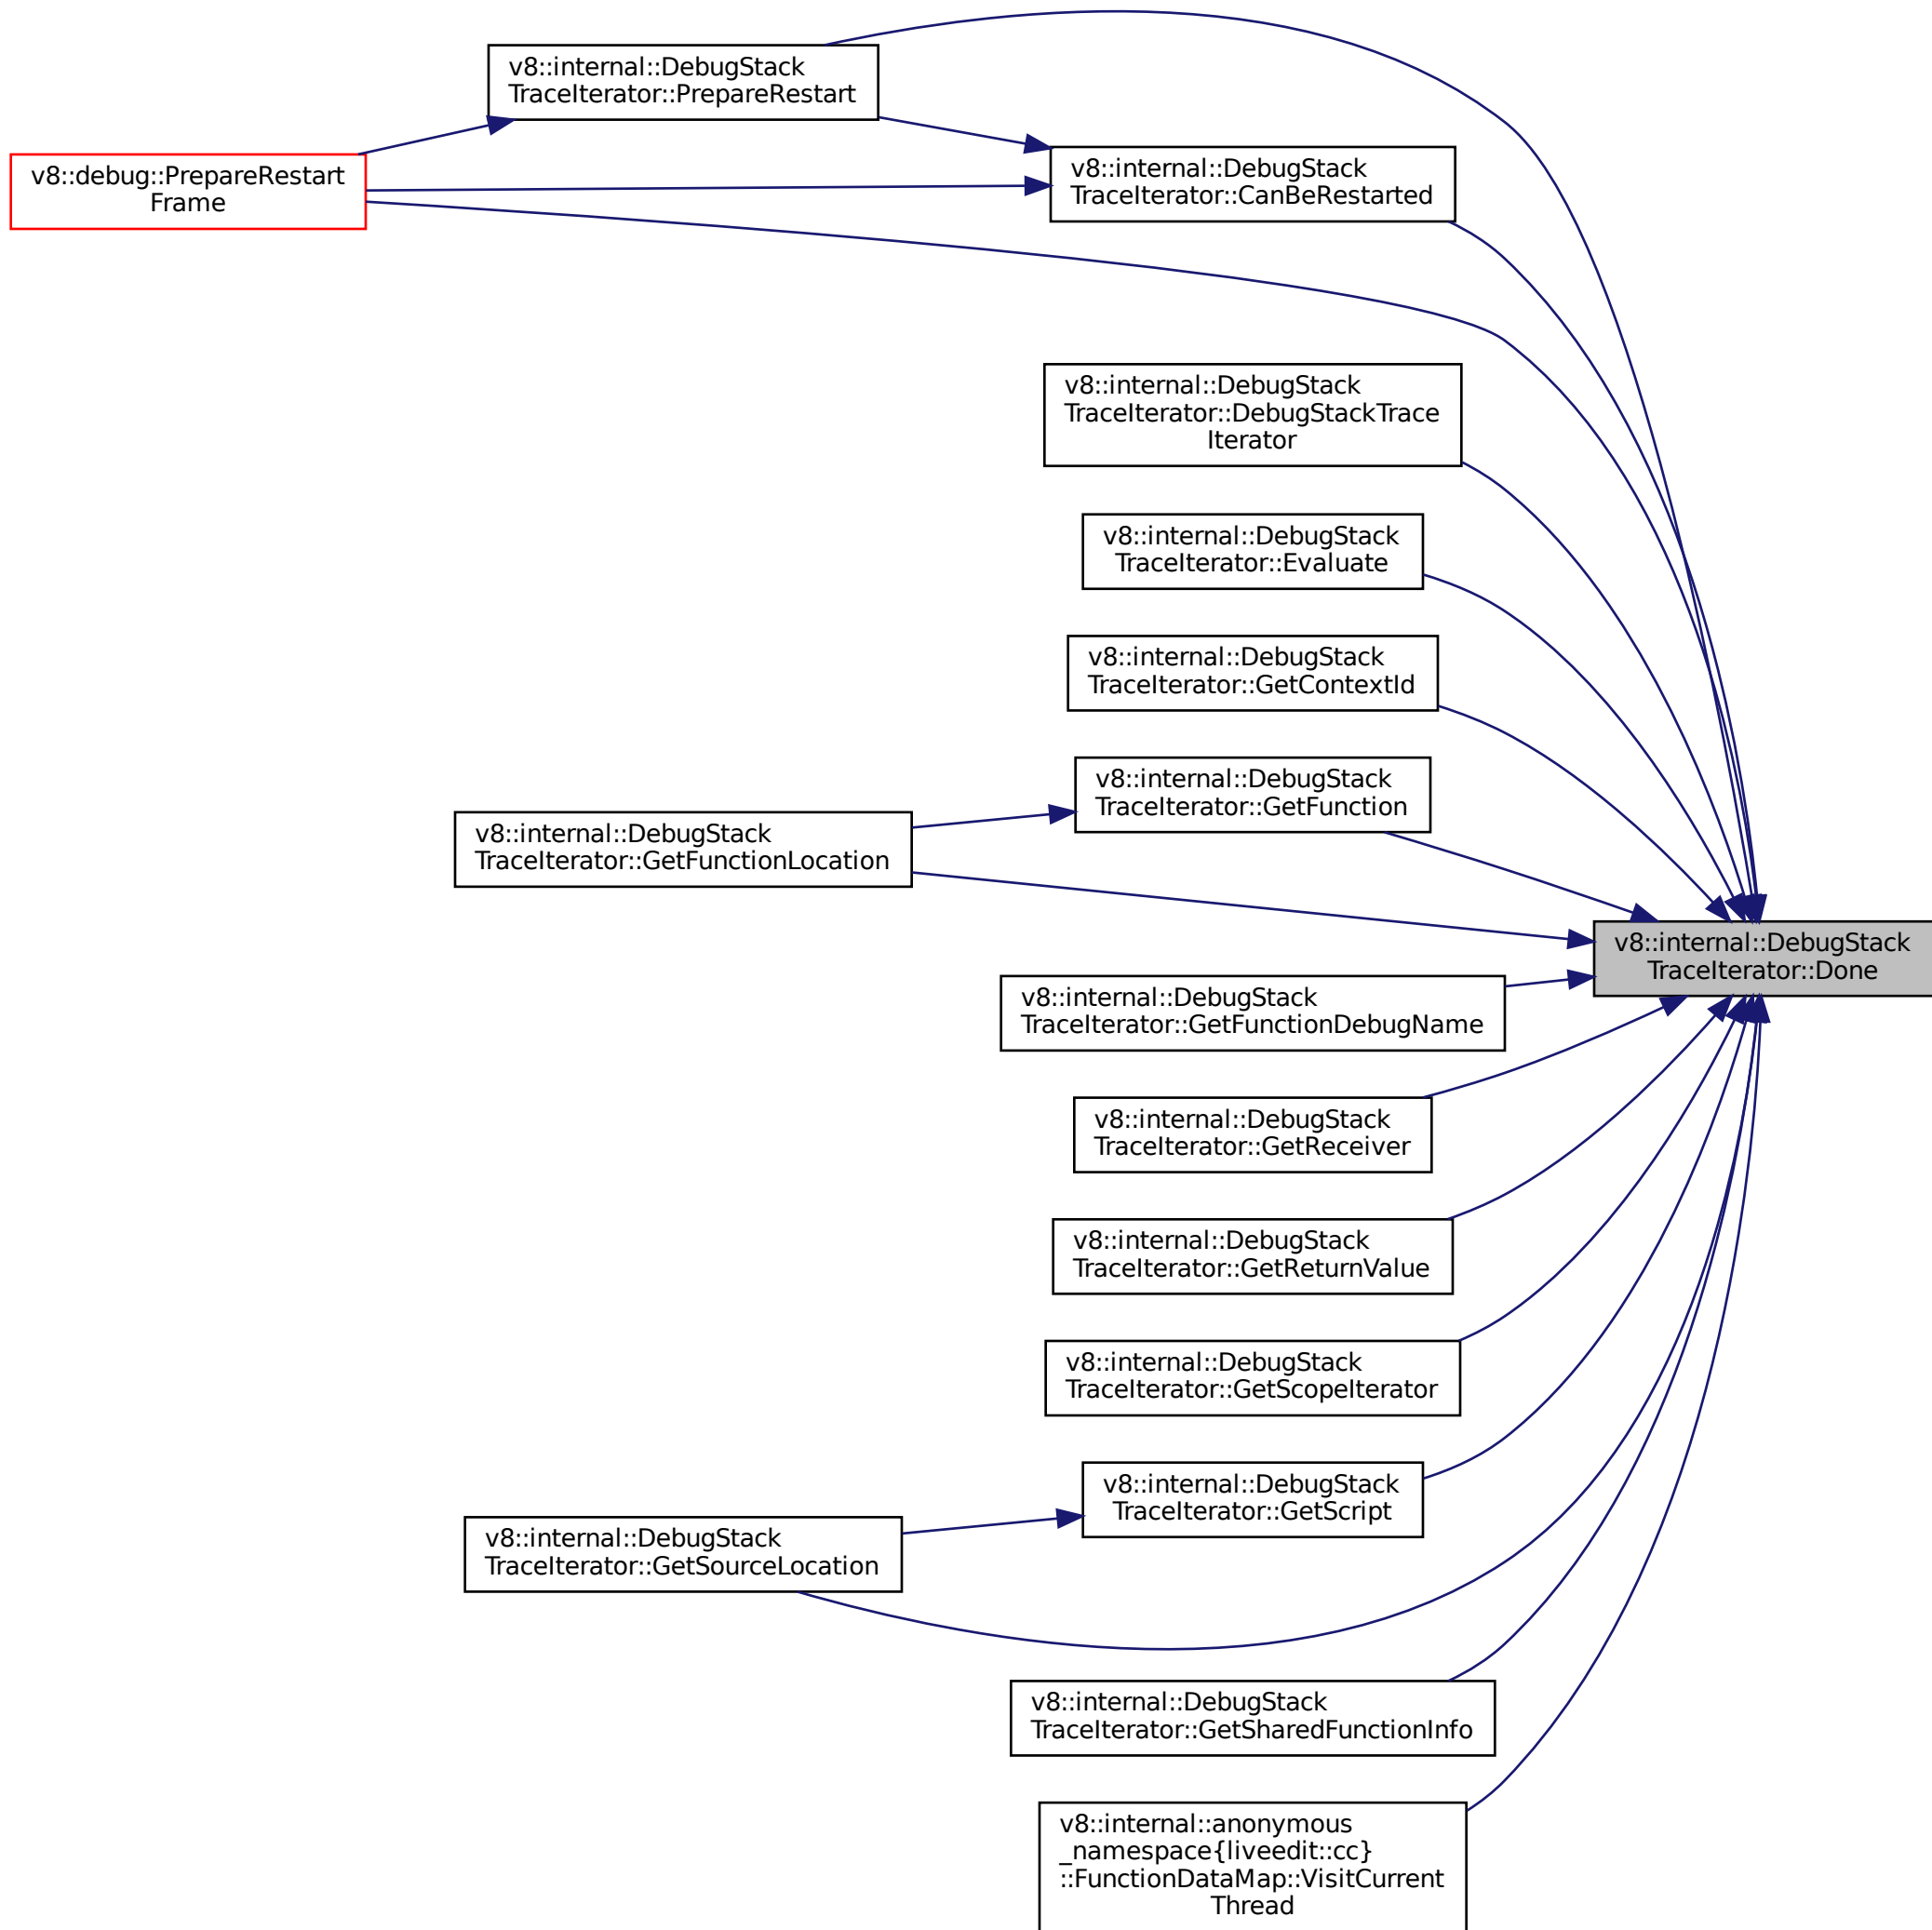 v8::internal::DebugStack
TraceIterator::PrepareRestart
v8::debug::PrepareRestart
Frame
v8::internal::DebugStack
TraceIterator::CanBeRestarted
v8::internal::DebugStack
TraceIterator::DebugStackTrace
Iterator
v8::internal::DebugStack
TraceIterator::Evaluate
v8::internal::DebugStack
TraceIterator::GetContextId
v8::internal::DebugStack
TraceIterator::GetFunction
v8::internal::DebugStack
TraceIterator::GetFunctionLocation
v8::internal::DebugStack
TraceIterator::Done
v8::internal::DebugStack
TraceIterator::GetFunctionDebugName
v8::internal::DebugStack
TraceIterator::GetReceiver
v8::internal::DebugStack
TraceIterator::GetReturnValue
v8::internal::DebugStack
TraceIterator::GetScopeIterator
v8::internal::DebugStack
TraceIterator::GetScript
v8::internal::DebugStack
TraceIterator::GetSourceLocation
v8::internal::DebugStack
TraceIterator::GetSharedFunctionInfo
v8::internal::anonymous
_namespace{liveedit::cc}
::FunctionDataMap::VisitCurrent
Thread